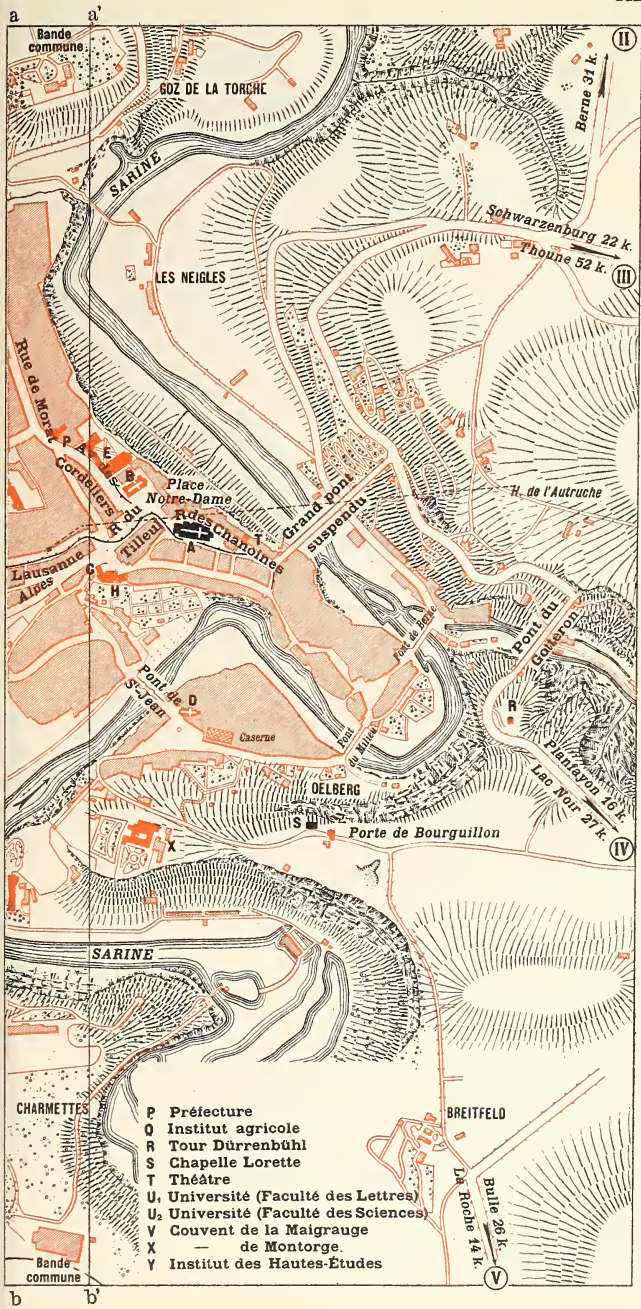 a
a'
Bande
commune
II
Berne 31 k.
GOZ DE LA TORCHE
SARINE
Schwarzenburg 22 k.
Thoune 52 k.
III
LES NEIGLES
Rue de Morat
P
A
E
R. des
B
Cordeliers
Place
Notre-Dame
H. de l'Autruche
R. du
Tilleul
R. des Chanoines
T
A
Grand pont
suspendu
Lausanne
Alpes
C
H
Pont de Berne
Pont du
Gotteron
Pont de
St-Jean
D
Caserne
Pont
du Milieu
R
Planfayon 16 k.
Lac Noir 27 k.
OELBERG
S
Porte de Bourguillon
IV
X
SARINE
CHARMETTES
BREITFELD
P Préfecture
Q Institut agricole
R Tour Dürrenbühl
S Chapelle Lorette
T Théâtre
U₁ Université (Faculté des Lettres)
U₂ Université (Faculté des Sciences)
V Couvent de la Maigrauge
X — de Montorge.
Y Institut des Hautes-Études
Bulle 26 k.
La Roche 14 k.
V
Bande
commune
b
b'